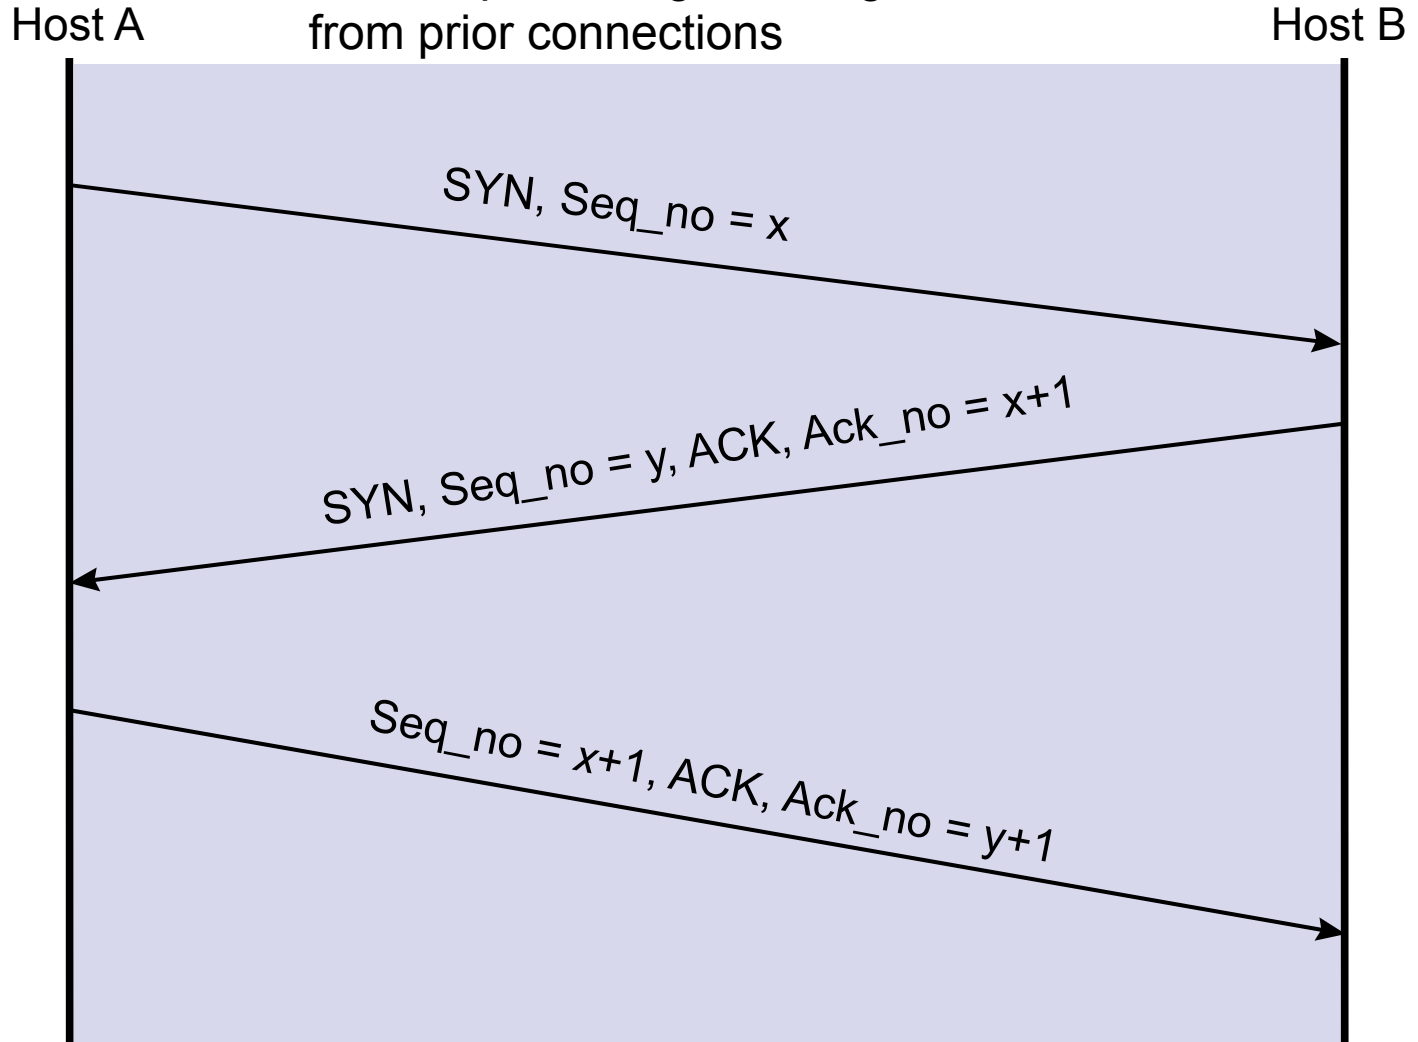 Host A
from prior connections
Host B
SYN, Seq_no = x
SYN, Seq_no = y, ACK, Ack_no = x+1
Seq_no = x+1, ACK, Ack_no = y+1